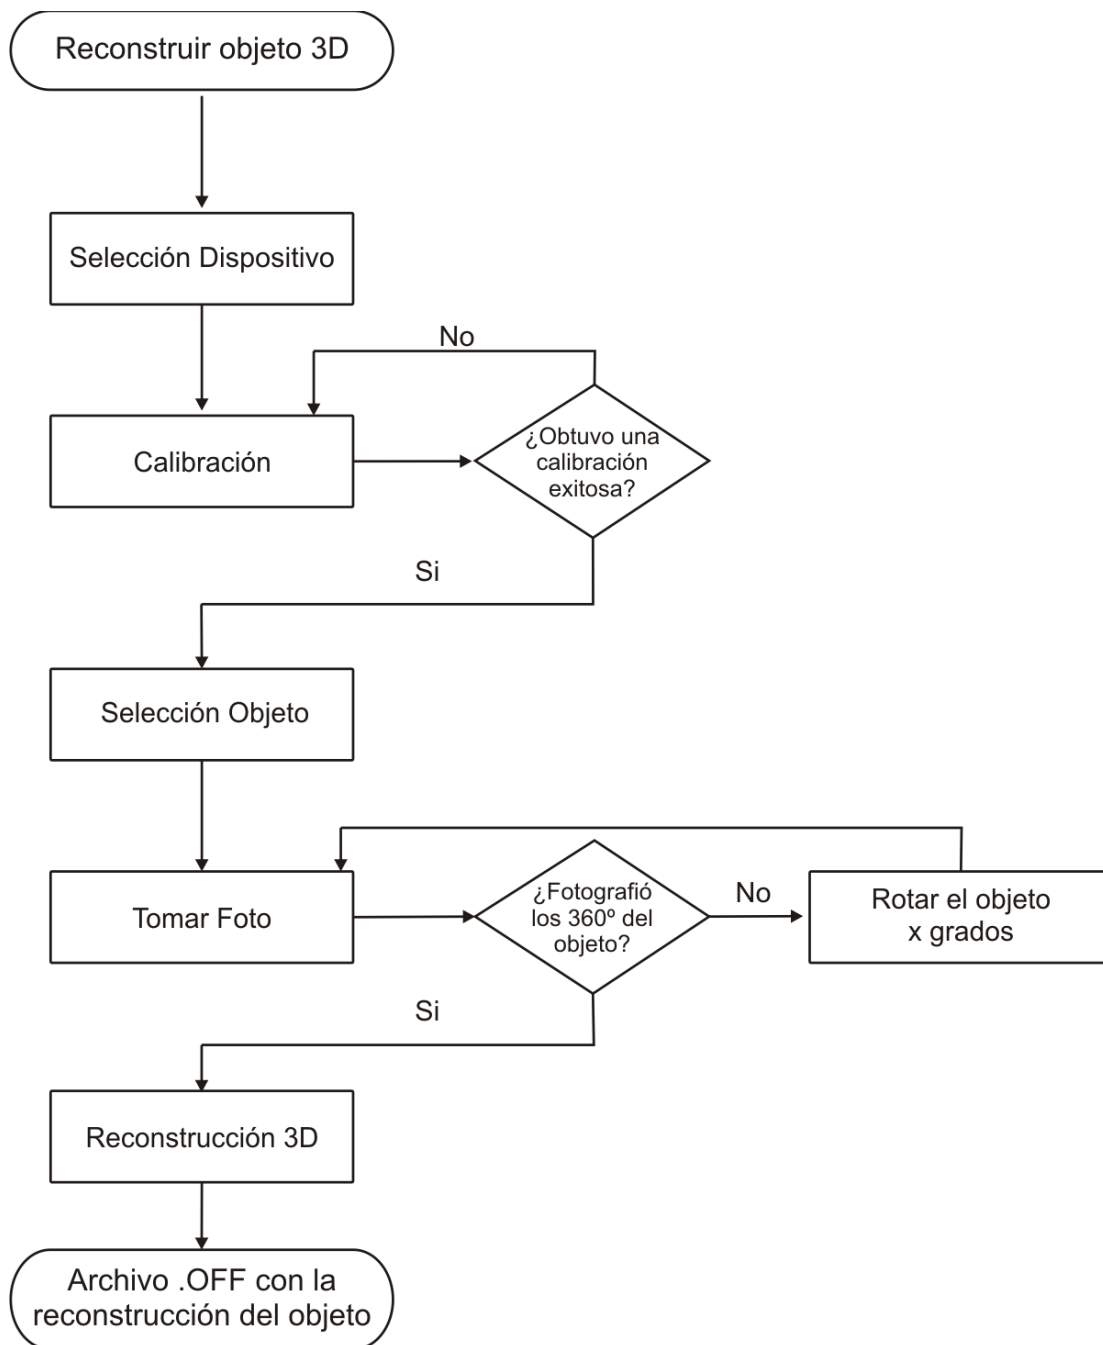 Reconstruir objeto 3D
Selección Dispositivo
No
Calibración
¿Obtuvo una
calibración
exitosa?
Si
Selección Objeto
Tomar Foto
¿Fotografió
los 360º del
objeto?
No
Rotar el objeto
x grados
Si
Reconstrucción 3D
Archivo .OFF con la
reconstrucción del objeto